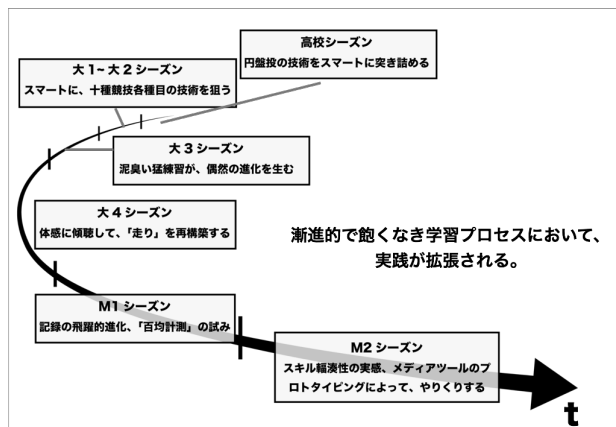 高校シーズン
円盤投の技術をスマートに突き詰める
大1~大2シーズン
スマートに、十種競技各種目の技術を狙う
大3シーズン
泥臭い猛練習が、偶然の進化を生む
大4シーズン
体感に傾聴して、「走り」を再構築する
漸進的で飽くなき学習プロセスにおいて、
実践が拡張される。
M1シーズン
記録の飛躍的進化、「百均計測」の試み
M2シーズン
スキル輻湊性の実感、メディアツールのプ
ロトタイピングによって、やりくりする
t